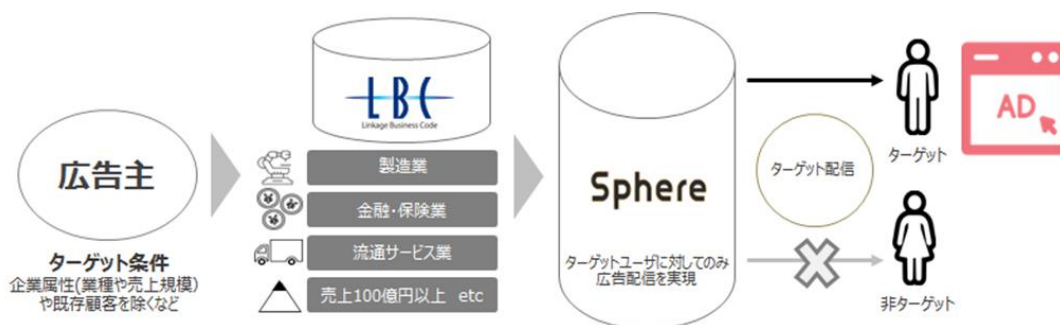 広告主
ターゲット条件
企業属性(業種や売上規模)
や既存顧客を除くなど
LBC
Linkage Business Code
製造業
金融・保険業
流通サービス業
売上100億円以上 etc
Sphere
ターゲットユーザに対してのみ
広告配信を実現
ターゲット配信
ターゲット
非ターゲット
AD